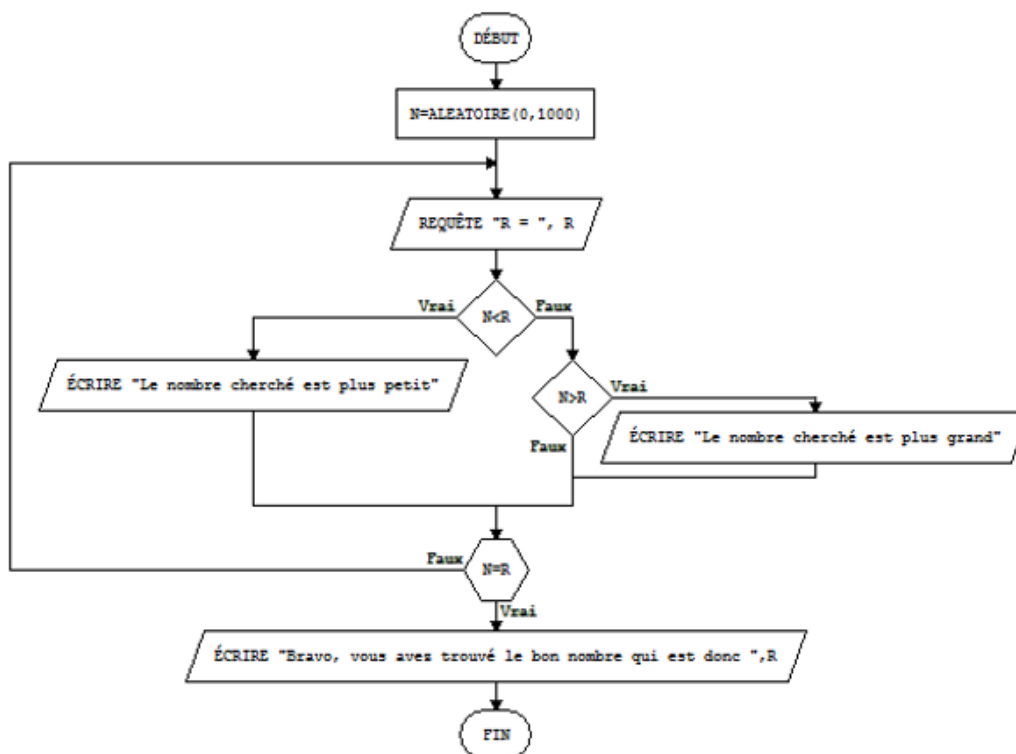 DÉBUT
N=ALEATOIRE(0,1000)
REQUÊTE "R = ", R
Vrai
Faux
N<R
ÉCRIRE "Le nombre cherché est plus petit"
Vrai
N>R
ÉCRIRE "Le nombre cherché est plus grand"
Faux
Faux
N=R
Vrai
ÉCRIRE "Bravo, vous avez trouvé le bon nombre qui est donc ",R
FIN